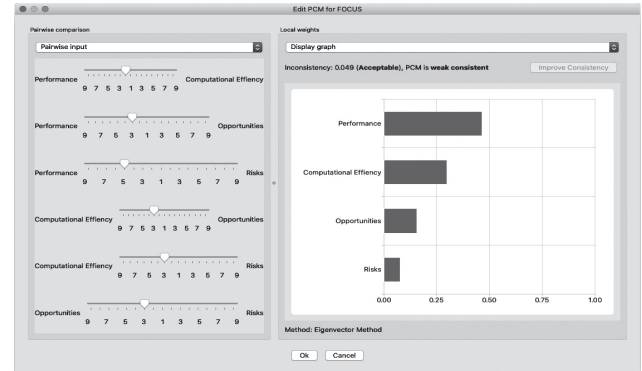 Edit PCM for FOCUS
Pairwise comparison
Pairwise input
Performance Computational Effiency
9 7 5 3 1 3 5 7 9
Performance Opportunities
9 7 5 3 1 3 5 7 9
Performance Risks
9 7 5 3 1 3 5 7 9
Computational Effiency Opportunities
9 7 5 3 1 3 5 7 9
Computational Effiency Risks
9 7 5 3 1 3 5 7 9
Opportunities Risks
9 7 5 3 1 3 5 7 9
Local weights
Display graph
Inconsistency: 0.049 (Acceptable), PCM is weak consistent
Improve Consistency
Performance
Computational Effiency
Opportunities
Risks
0.00 0.25 0.50 0.75 1.00
Method: Eigenvector Method
Ok Cancel